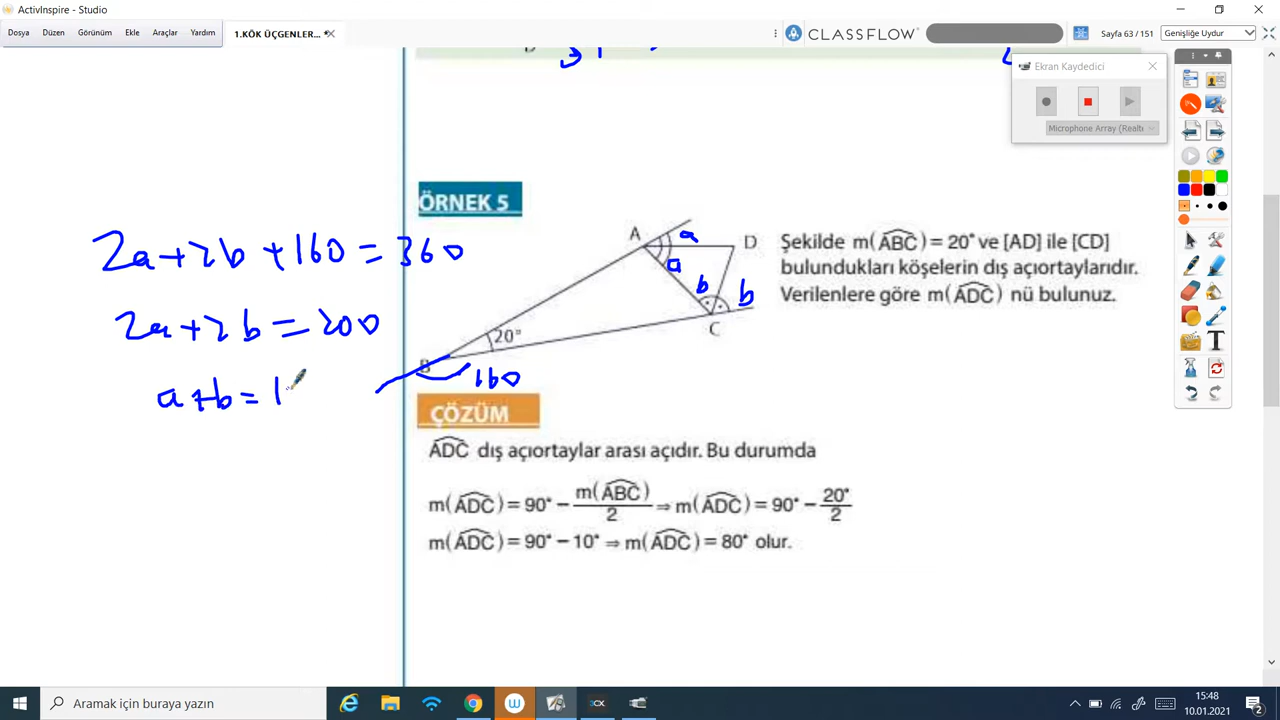 ActivInspire - Studio
Dosya Düzen Görünüm Ekle Araçlar Yardım
1.KÖK ÜÇGENLER...
CLASSFLOW
Sayfa 63 / 151
Genişliğe Uydur
Ekran Kaydedici
Microphone Array (Realte
ÖRNEK 5
2a+2b+160=360
2a+2b=200
a+b=1
A a D
a
b b
C
20°
B
160
Şekilde m(ABC) = 20° ve [AD] ile [CD]
bulundukları köşelerin dış açıortaylarıdır.
Verilenlere göre m(ADC) nü bulunuz.
ÇÖZÜM
ADC dış açıortaylar arası açıdır. Bu durumda
m(ADC) = 90° − m(ABC)/2 ⇒ m(ADC) = 90° − 20°/2
m(ADC) = 90° − 10° ⇒ m(ADC) = 80° olur.
Aramak için buraya yazın
15:48
10.01.2021
2